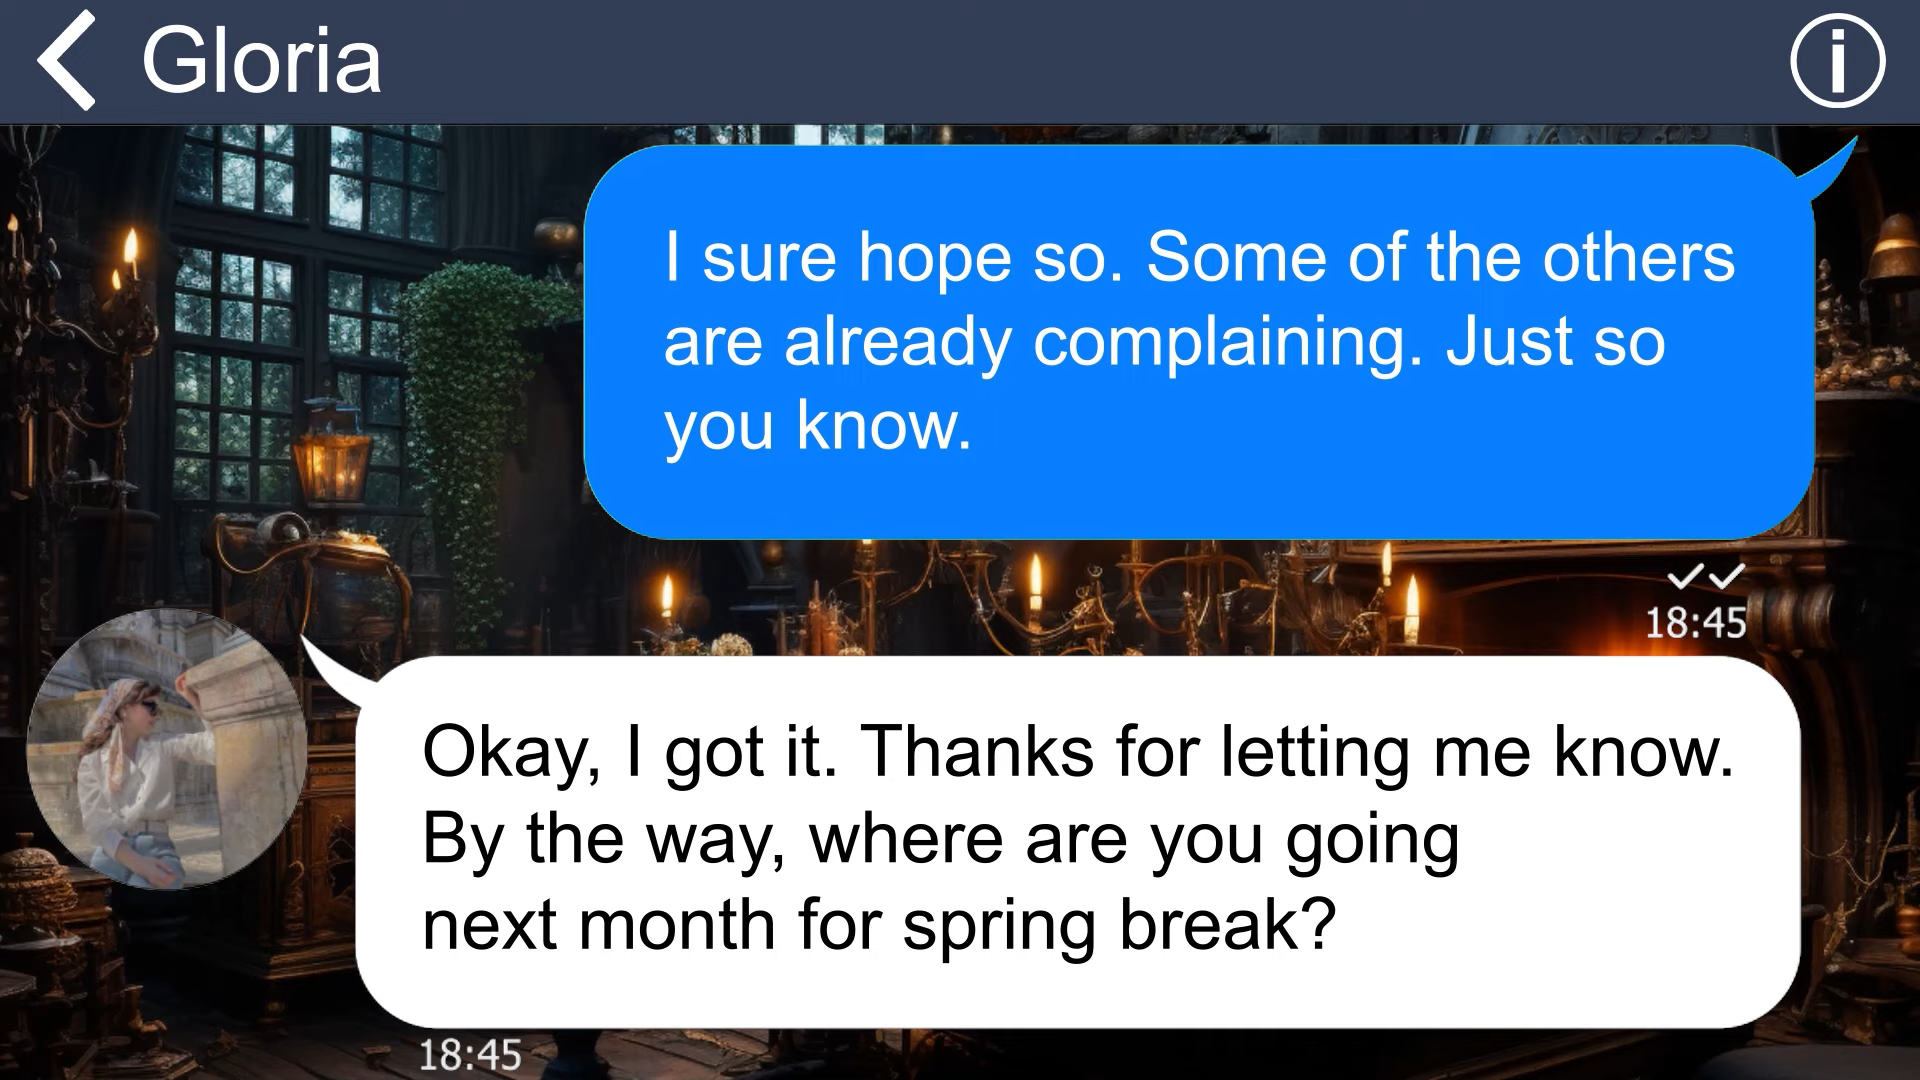 Gloria
I sure hope so. Some of the others
are already complaining. Just so
you know.
18:45
Okay, I got it. Thanks for letting me know.
By the way, where are you going
next month for spring break?
18:45